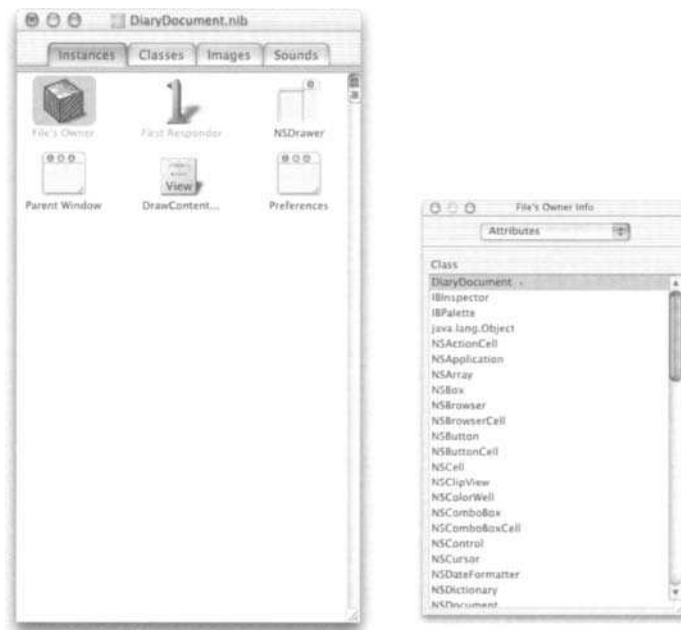 DiaryDocument.nib
Instances Classes Images Sounds
File's Owner First Responder NSDrawer
View
Parent Window DrawContent... Preferences
File's Owner Info
Attributes
Class
DiaryDocument
IBInspector
IBPalette
java.lang.Object
NSActionCell
NSApplication
NSArray
NSBox
NSBrowser
NSBrowserCell
NSButton
NSButtonCell
NSCell
NSClipView
NSColorWell
NSComboBox
NSComboBoxCell
NSControl
NSCursor
NSDateFormatter
NSDictionary
NSDocument